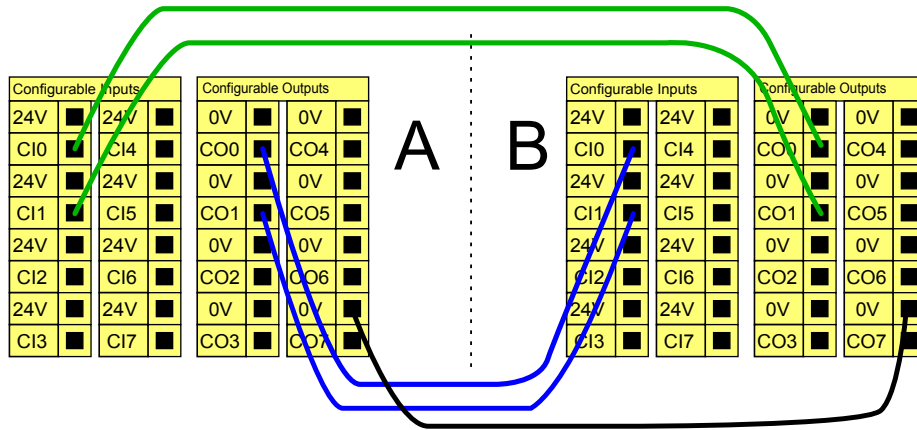 Configurable Inputs
24V 24V
CI0 CI4
24V 24V
CI1 CI5
24V 24V
CI2 CI6
24V 24V
CI3 CI7
Configurable Outputs
0V 0V
CO0 CO4
0V 0V
CO1 CO5
0V 0V
CO2 CO6
0V 0V
CO3 CO7
A
B
Configurable Inputs
24V 24V
CI0 CI4
24V 24V
CI1 CI5
24V 24V
CI2 CI6
24V 24V
CI3 CI7
Configurable Outputs
0V 0V
CO0 CO4
0V 0V
CO1 CO5
0V 0V
CO2 CO6
0V 0V
CO3 CO7